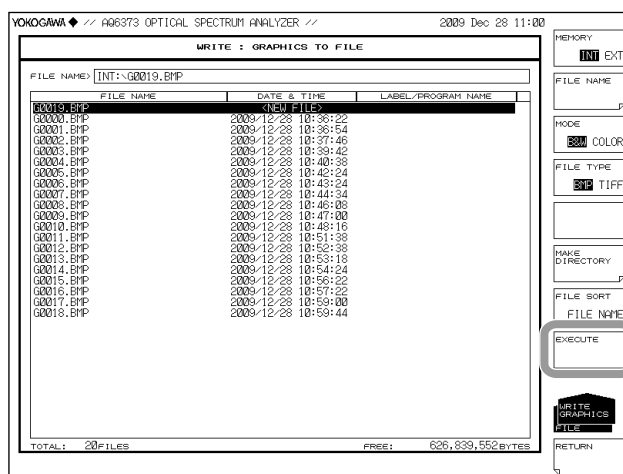 YOKOGAWA ◆ // AQ6373 OPTICAL SPECTRUM ANALYZER // 2009 Dec 28 11:00
WRITE : GRAPHICS TO FILE
FILE NAME> INT:\G0019.BMP
FILE NAME DATE & TIME LABEL/PROGRAM NAME
G0019.BMP <NEW FILE>
G0000.BMP 2009/12/28 10:36:22
G0001.BMP 2009/12/28 10:36:54
G0002.BMP 2009/12/28 10:37:46
G0003.BMP 2009/12/28 10:39:42
G0004.BMP 2009/12/28 10:40:38
G0005.BMP 2009/12/28 10:42:24
G0006.BMP 2009/12/28 10:43:24
G0007.BMP 2009/12/28 10:44:34
G0008.BMP 2009/12/28 10:46:08
G0009.BMP 2009/12/28 10:47:00
G0010.BMP 2009/12/28 10:48:16
G0011.BMP 2009/12/28 10:51:38
G0012.BMP 2009/12/28 10:52:38
G0013.BMP 2009/12/28 10:53:18
G0014.BMP 2009/12/28 10:54:24
G0015.BMP 2009/12/28 10:56:22
G0016.BMP 2009/12/28 10:57:22
G0017.BMP 2009/12/28 10:59:00
G0018.BMP 2009/12/28 10:59:44
TOTAL: 20FILES FREE: 626,839,552BYTES
MEMORY
INT EXT
FILE NAME
MODE
B&W COLOR
FILE TYPE
BMP TIFF
MAKE
DIRECTORY
FILE SORT
FILE NAME
EXECUTE
WRITE
GRAPHICS
FILE
RETURN